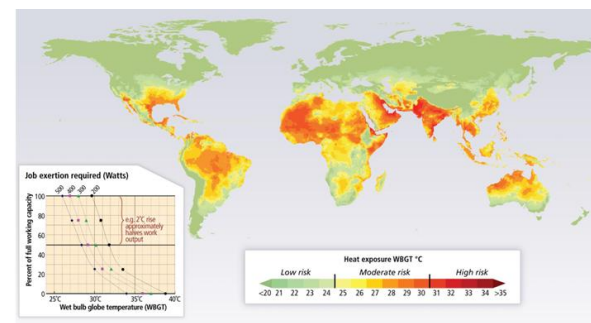 Job exertion required (Watts)
500 400 300 200
Percent of full working capacity
100
80
60
40
20
0
e.g. 2°C rise
approximately
halves work
output
25°C 30°C 35°C 40°C
Wet bulb globe temperature (WBGT)
Heat exposure WBGT °C
Low risk Moderate risk High risk
<20 21 22 23 24 25 26 27 28 29 30 31 32 33 34 >35